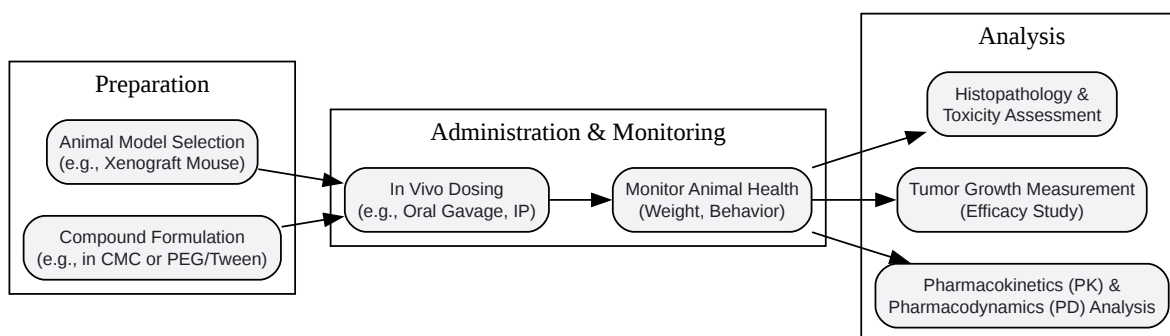 Preparation
Animal Model Selection
(e.g., Xenograft Mouse)
Compound Formulation
(e.g., in CMC or PEG/Tween)
Administration & Monitoring
In Vivo Dosing
(e.g., Oral Gavage, IP)
Monitor Animal Health
(Weight, Behavior)
Analysis
Histopathology &
Toxicity Assessment
Tumor Growth Measurement
(Efficacy Study)
Pharmacokinetics (PK) &
Pharmacodynamics (PD) Analysis